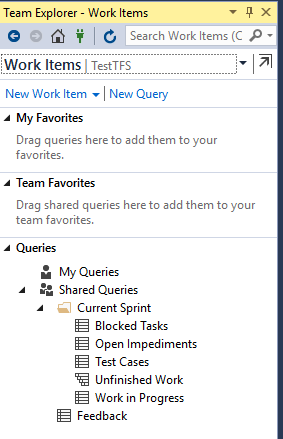 Team Explorer - Work Items
Search Work Items (C
Work Items | TestTFS
New Work Item | New Query
My Favorites
Drag queries here to add them to your
favorites.
Team Favorites
Drag shared queries here to add them to your
team favorites.
Queries
My Queries
Shared Queries
Current Sprint
Blocked Tasks
Open Impediments
Test Cases
Unfinished Work
Work in Progress
Feedback